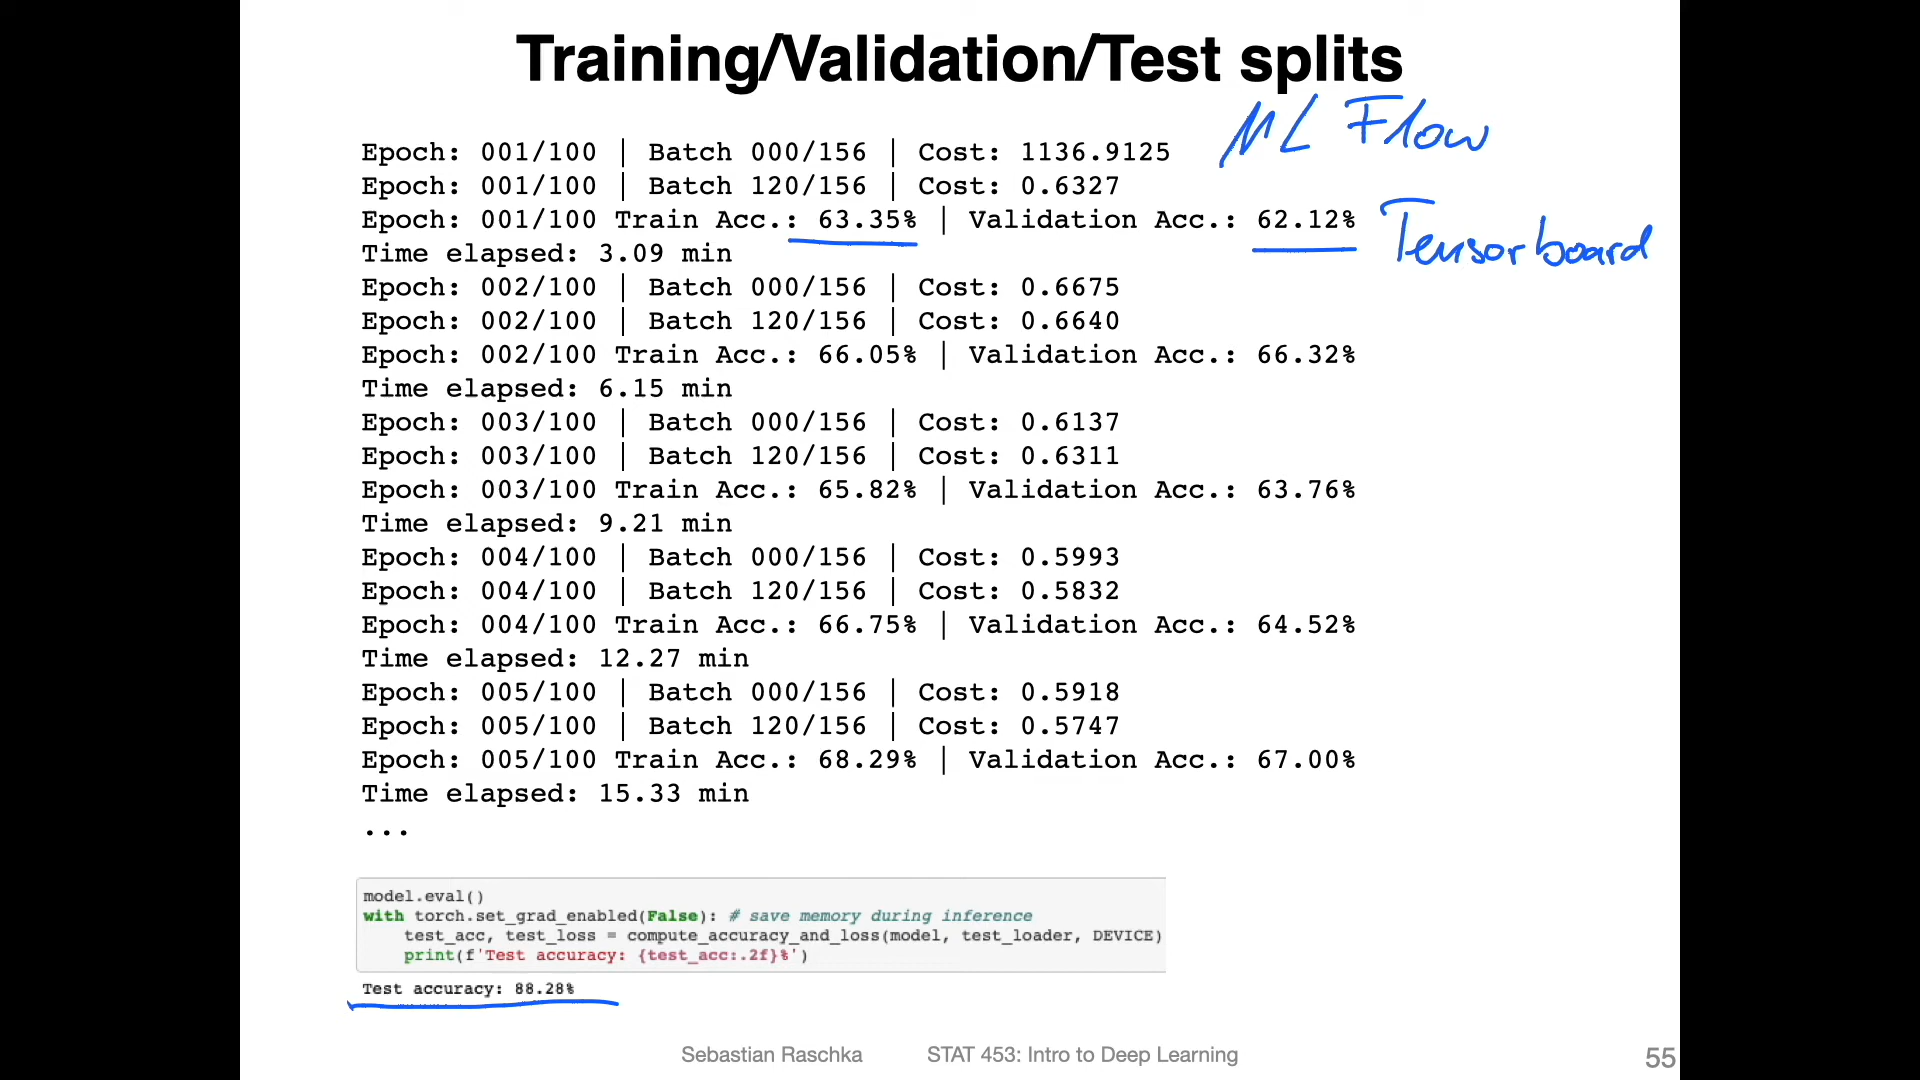 Training/Validation/Test splits
ML Flow
Epoch: 001/100 | Batch 000/156 | Cost: 1136.9125
Epoch: 001/100 | Batch 120/156 | Cost: 0.6327
Epoch: 001/100 Train Acc.: 63.35% | Validation Acc.: 62.12%
Tensorboard
Time elapsed: 3.09 min
Epoch: 002/100 | Batch 000/156 | Cost: 0.6675
Epoch: 002/100 | Batch 120/156 | Cost: 0.6640
Epoch: 002/100 Train Acc.: 66.05% | Validation Acc.: 66.32%
Time elapsed: 6.15 min
Epoch: 003/100 | Batch 000/156 | Cost: 0.6137
Epoch: 003/100 | Batch 120/156 | Cost: 0.6311
Epoch: 003/100 Train Acc.: 65.82% | Validation Acc.: 63.76%
Time elapsed: 9.21 min
Epoch: 004/100 | Batch 000/156 | Cost: 0.5993
Epoch: 004/100 | Batch 120/156 | Cost: 0.5832
Epoch: 004/100 Train Acc.: 66.75% | Validation Acc.: 64.52%
Time elapsed: 12.27 min
Epoch: 005/100 | Batch 000/156 | Cost: 0.5918
Epoch: 005/100 | Batch 120/156 | Cost: 0.5747
Epoch: 005/100 Train Acc.: 68.29% | Validation Acc.: 67.00%
Time elapsed: 15.33 min
...
model.eval()
with torch.set_grad_enabled(False): # save memory during inference
    test_acc, test_loss = compute_accuracy_and_loss(model, test_loader, DEVICE)
    print(f'Test accuracy: {test_acc:.2f}%')
Test accuracy: 88.28%
Sebastian Raschka STAT 453: Intro to Deep Learning 55